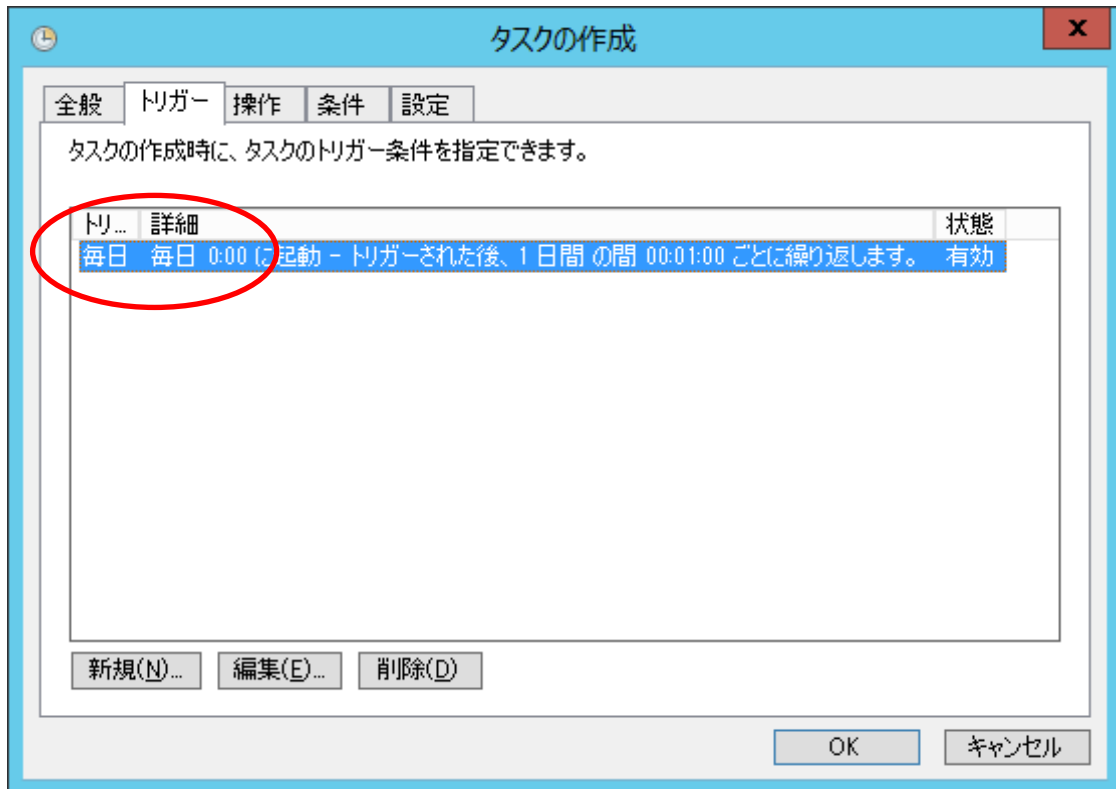 タスクの作成
x
全般 トリガー 操作 条件 設定
タスクの作成時に、タスクのトリガー条件を指定できます。
トリ... 詳細 状態
毎日 毎日 0:00 に起動 - トリガーされた後、1 日間 の間 00:01:00 ごとに繰り返します。 有効
新規(N)... 編集(E)... 削除(D)
OK キャンセル